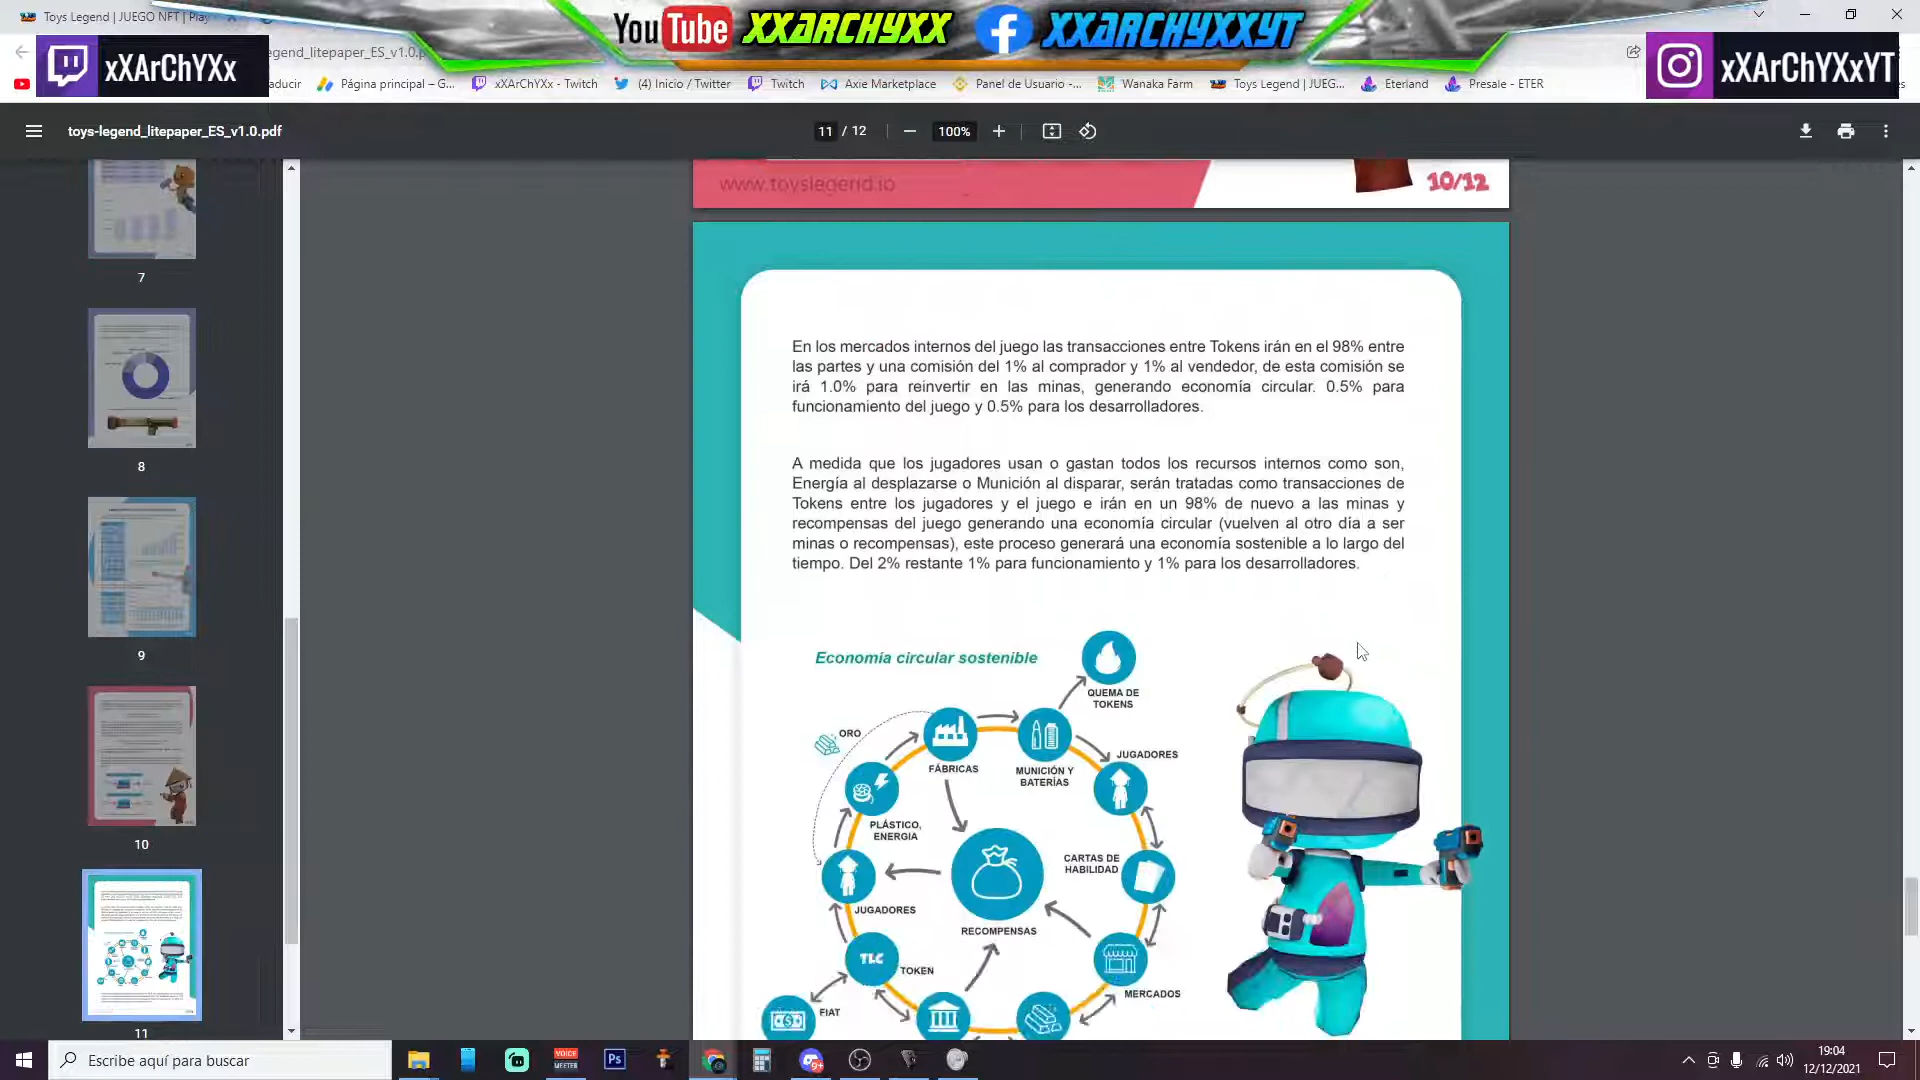 Toys Legend | JUEGO NFT | Play
YouTube xXArChYXx
xXArChYXxYT
xXArChYXx
egend_litepaper_ES_v1.0.p
xXArChYXxYT
aducir
Página principal – G...
xXArChYXx - Twitch
(4) Inicio / Twitter
Twitch
Axie Marketplace
Panel de Usuario -...
Wanaka Farm
Toys Legend | JUEG...
Eterland
Presale - ETER
toys-legend_litepaper_ES_v1.0.pdf
11 / 12
100%
7
8
9
10
11
www.toyslegend.io
10/12
En los mercados internos del juego las transacciones entre Tokens irán en el 98% entre
las partes y una comisión del 1% al comprador y 1% al vendedor, de esta comisión se
irá 1.0% para reinvertir en las minas, generando economía circular. 0.5% para
funcionamiento del juego y 0.5% para los desarrolladores.
A medida que los jugadores usan o gastan todos los recursos internos como son,
Energía al desplazarse o Munición al disparar, serán tratadas como transacciones de
Tokens entre los jugadores y el juego e irán en un 98% de nuevo a las minas y
recompensas del juego generando una economía circular (vuelven al otro día a ser
minas o recompensas), este proceso generará una economía sostenible a lo largo del
tiempo. Del 2% restante 1% para funcionamiento y 1% para los desarrolladores.
Economía circular sostenible
QUEMA DE
TOKENS
ORO
FÁBRICAS
MUNICIÓN Y
BATERÍAS
JUGADORES
PLÁSTICO,
ENERGIA
CARTAS DE
HABILIDAD
JUGADORES
RECOMPENSAS
TLC
TOKEN
MERCADOS
FIAT
Escribe aquí para buscar
VOICE
MEETER
Ps
9+
19:04
12/12/2021